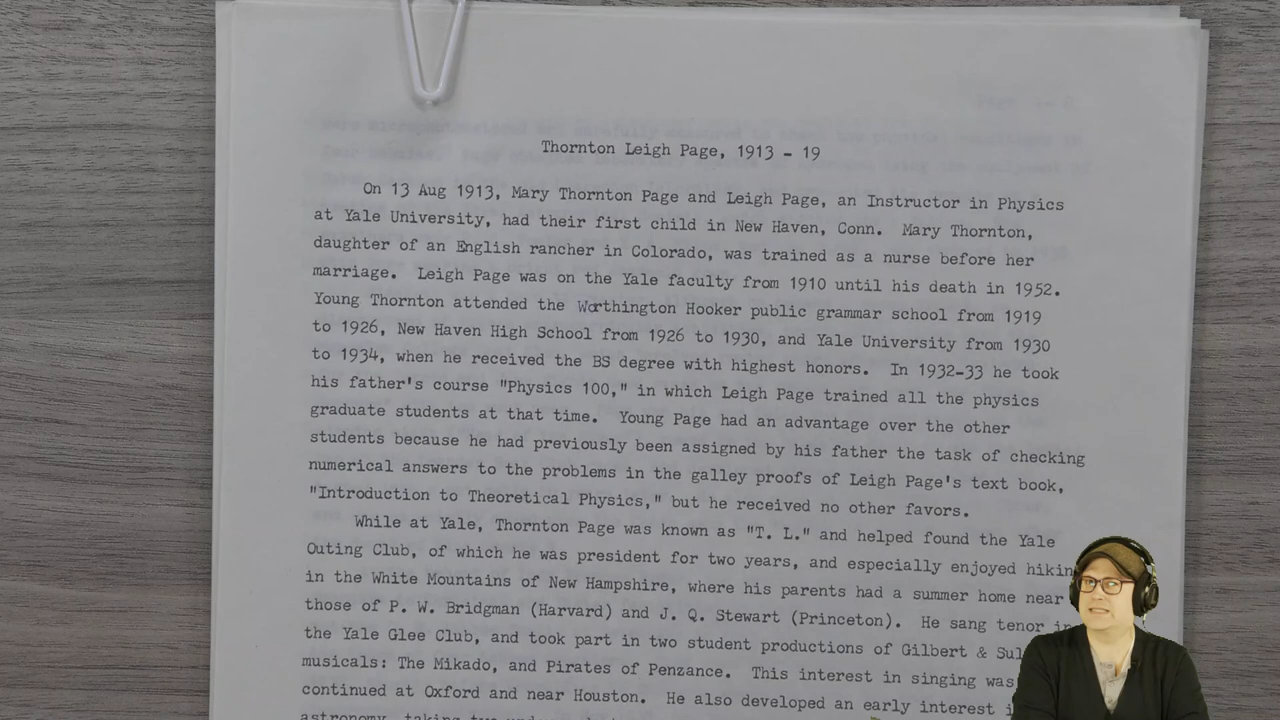 Thornton Leigh Page, 1913 - 19
On 13 Aug 1913, Mary Thornton Page and Leigh Page, an Instructor in Physics
at Yale University, had their first child in New Haven, Conn. Mary Thornton,
daughter of an English rancher in Colorado, was trained as a nurse before her
marriage. Leigh Page was on the Yale faculty from 1910 until his death in 1952.
Young Thornton attended the Worthington Hooker public grammar school from 1919
to 1926, New Haven High School from 1926 to 1930, and Yale University from 1930
to 1934, when he received the BS degree with highest honors. In 1932-33 he took
his father's course "Physics 100," in which Leigh Page trained all the physics
graduate students at that time. Young Page had an advantage over the other
students because he had previously been assigned by his father the task of checking
numerical answers to the problems in the galley proofs of Leigh Page's text book,
"Introduction to Theoretical Physics," but he received no other favors.
While at Yale, Thornton Page was known as "T. L." and helped found the Yale
Outing Club, of which he was president for two years, and especially enjoyed hikin
in the White Mountains of New Hampshire, where his parents had a summer home near
those of P. W. Bridgman (Harvard) and J. Q. Stewart (Princeton). He sang tenor in
the Yale Glee Club, and took part in two student productions of Gilbert & Sul
musicals: The Mikado, and Pirates of Penzance. This interest in singing was
continued at Oxford and near Houston. He also developed an early interest i
astronomy, taking two